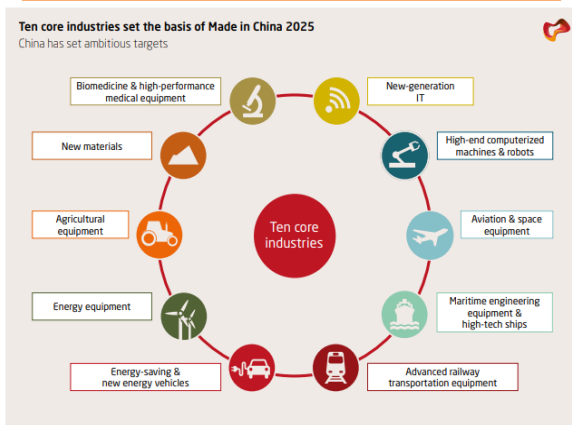 Ten core industries set the basis of Made in China 2025
China has set ambitious targets
Biomedicine & high-performance
medical equipment
New-generation
IT
New materials
High-end computerized
machines & robots
Agricultural
equipment
Ten core
industries
Aviation & space
equipment
Energy equipment
Maritime engineering
equipment &
high-tech ships
Energy-saving &
new energy vehicles
Advanced railway
transportation equipment